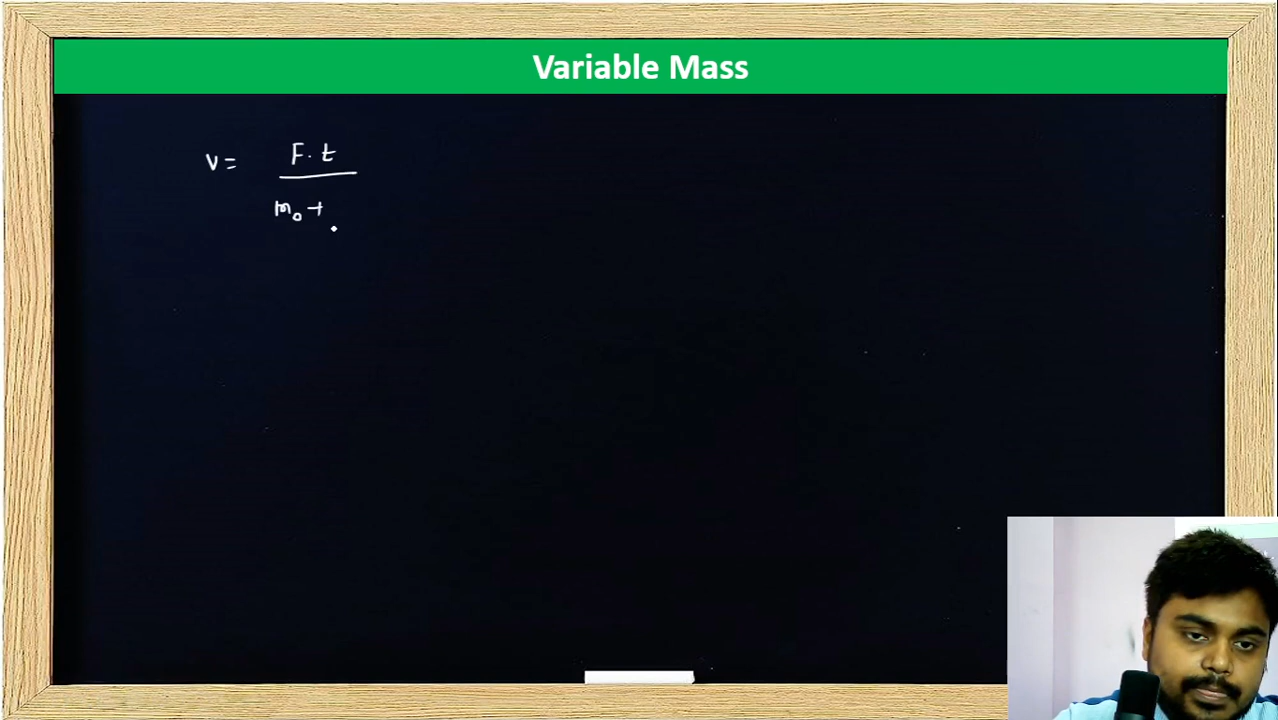 Variable Mass
v = F. t
m₀ +